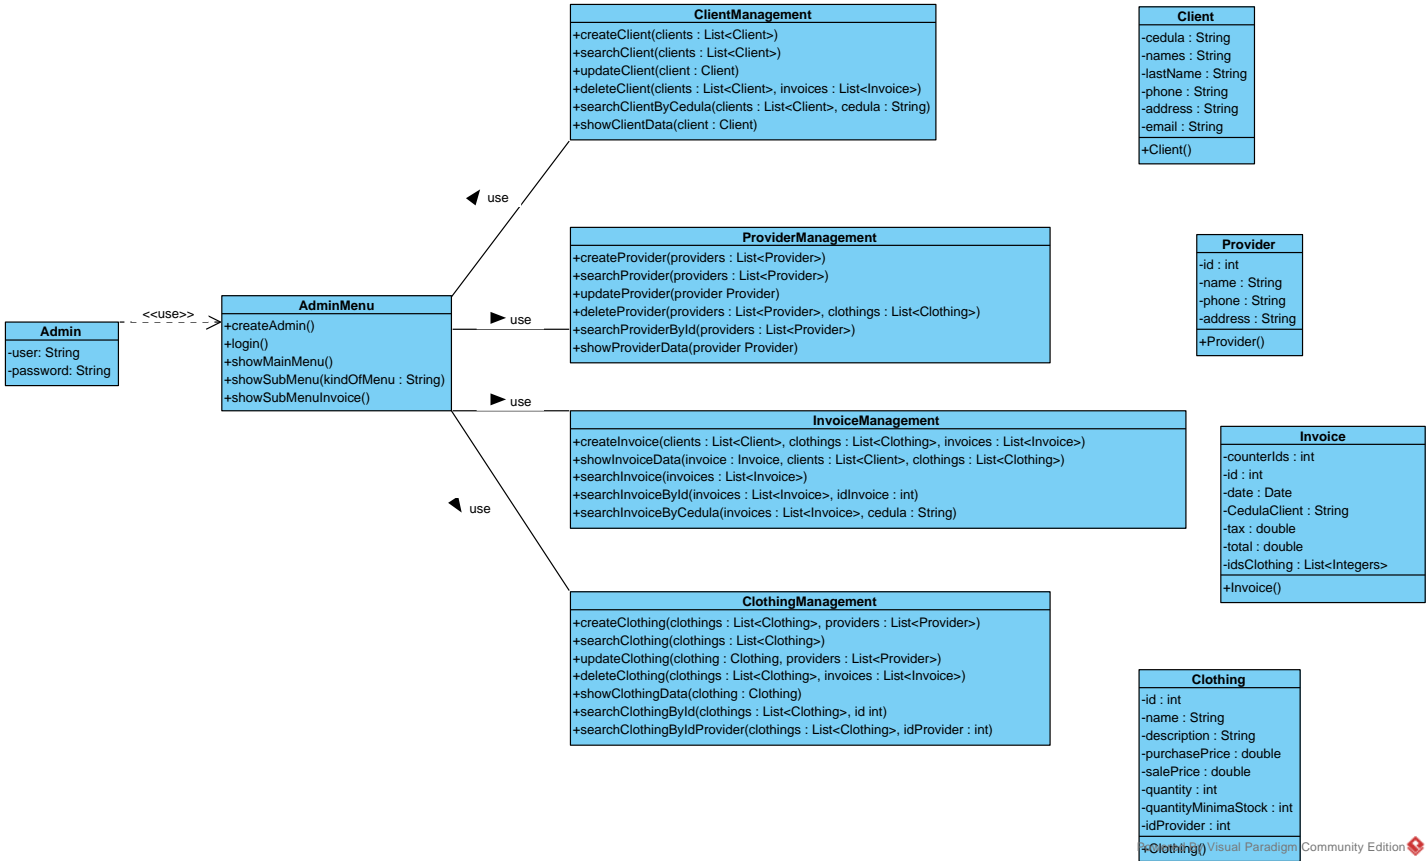 ClientManagement
+createClient(clients : List<Client>)
+searchClient(clients : List<Client>)
+updateClient(client : Client)
+deleteClient(clients : List<Client>, invoices : List<Invoice>)
+searchClientByCedula(clients : List<Client>, cedula : String)
+showClientData(client : Client)
Client
-cedula : String
-names : String
-lastName : String
-phone : String
-address : String
-email : String
+Client()
use
ProviderManagement
+createProvider(providers : List<Provider>)
+searchProvider(providers : List<Provider>)
+updateProvider(provider Provider)
+deleteProvider(providers : List<Provider>, clothings : List<Clothing>)
+searchProviderById(providers : List<Provider>)
+showProviderData(provider Provider)
Provider
-id : int
-name : String
-phone : String
-address : String
+Provider()
<<use>>
Admin
-user: String
-password: String
AdminMenu
+createAdmin()
+login()
+showMainMenu()
+showSubMenu(kindOfMenu : String)
+showSubMenuInvoice()
use
use
InvoiceManagement
+createInvoice(clients : List<Client>, clothings : List<Clothing>, invoices : List<Invoice>)
+showInvoiceData(invoice : Invoice, clients : List<Client>, clothings : List<Clothing>)
+searchInvoice(invoices : List<Invoice>)
+searchInvoiceById(invoices : List<Invoice>, idInvoice : int)
+searchInvoiceByCedula(invoices : List<Invoice>, cedula : String)
Invoice
-counterIds : int
-id : int
-date : Date
-CedulaClient : String
-tax : double
-total : double
-idsClothing : List<Integers>
+Invoice()
use
ClothingManagement
+createClothing(clothings : List<Clothing>, providers : List<Provider>)
+searchClothing(clothings : List<Clothing>)
+updateClothing(clothing : Clothing, providers : List<Provider>)
+deleteClothing(clothings : List<Clothing>, invoices : List<Invoice>)
+showClothingData(clothing : Clothing)
+searchClothingById(clothings : List<Clothing>, id int)
+searchClothingByIdProvider(clothings : List<Clothing>, idProvider : int)
Clothing
-id : int
-name : String
-description : String
-purchasePrice : double
-salePrice : double
-quantity : int
-quantityMinimaStock : int
-idProvider : int
+Clothing()
Visual Paradigm Community Edition